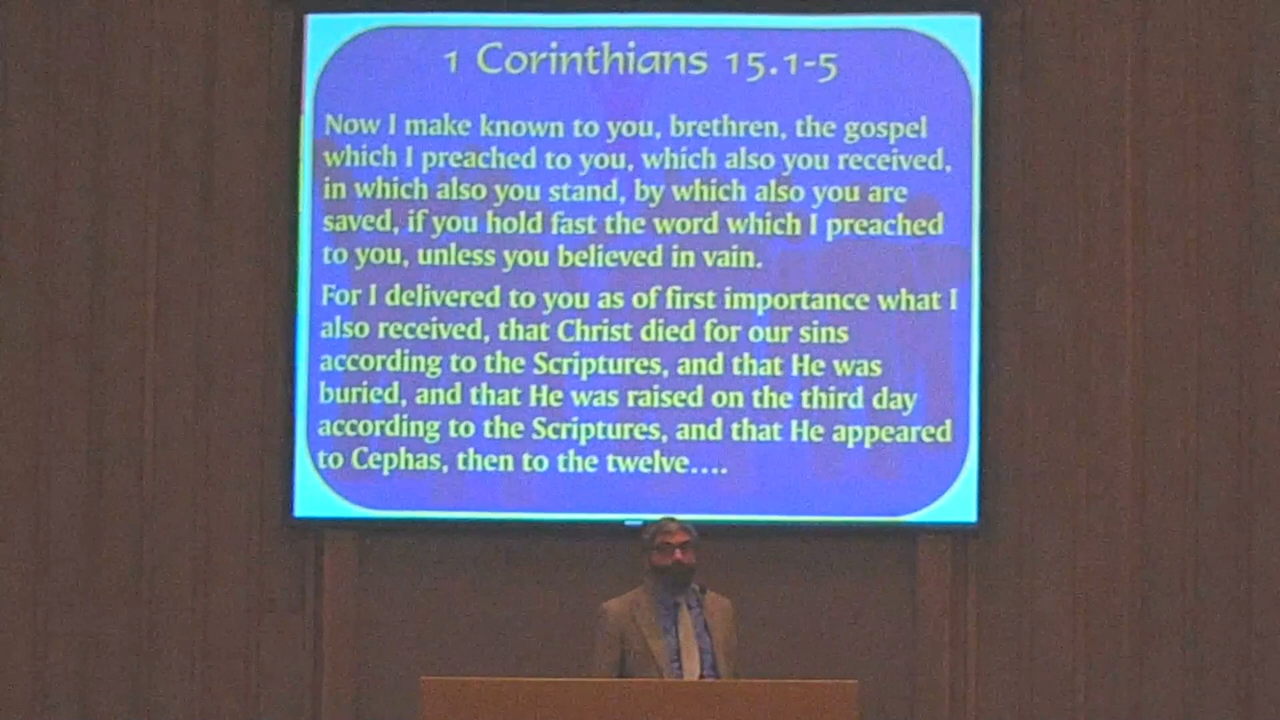 1 Corinthians 15.1-5
Now I make known to you, brethren, the gospel
which I preached to you, which also you received,
in which also you stand, by which also you are
saved, if you hold fast the word which I preached
to you, unless you believed in vain.
For I delivered to you as of first importance what I
also received, that Christ died for our sins
according to the Scriptures, and that He was
buried, and that He was raised on the third day
according to the Scriptures, and that He appeared
to Cephas, then to the twelve....